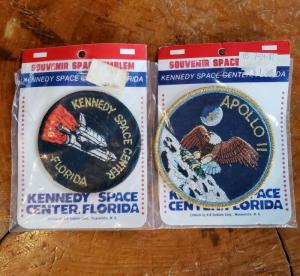 SOUVENIR SPACE EMBLEM
KENNEDY SPACE CENTER, FLORIDA
KENNEDY SPACE CENTER
FLORIDA
KENNEDY SPACE
CENTER, FLORIDA
SOUVENIR SPACE
KENNEDY SPACE CENTER, FLORIDA
APOLLO 11
KENNEDY SPACE
CENTER, FLORIDA